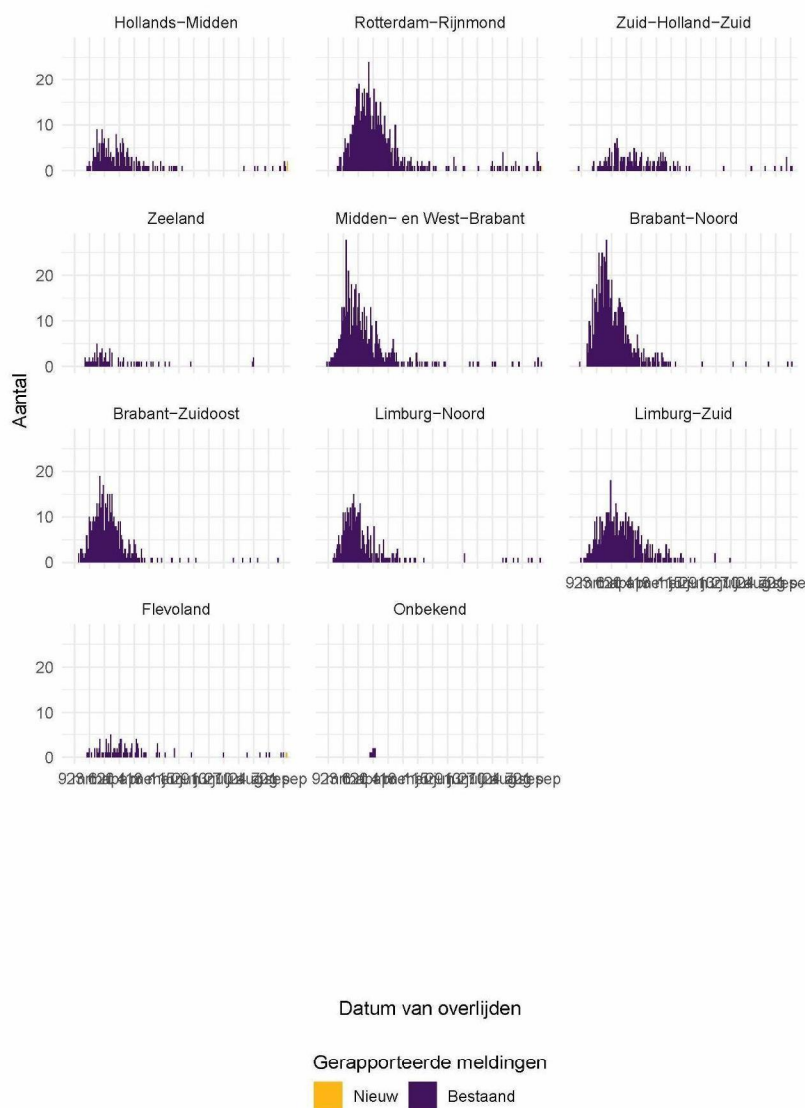 Hollands−Midden
Rotterdam−Rijnmond
Zuid−Holland−Zuid
20
10
0
Zeeland
Midden− en West−Brabant
Brabant−Noord
20
10
0
Aantal
Brabant−Zuidoost
Limburg−Noord
Limburg−Zuid
20
10
0
Flevoland
Onbekend
20
10
0
Datum van overlijden
Gerapporteerde meldingen
Nieuw
Bestaand